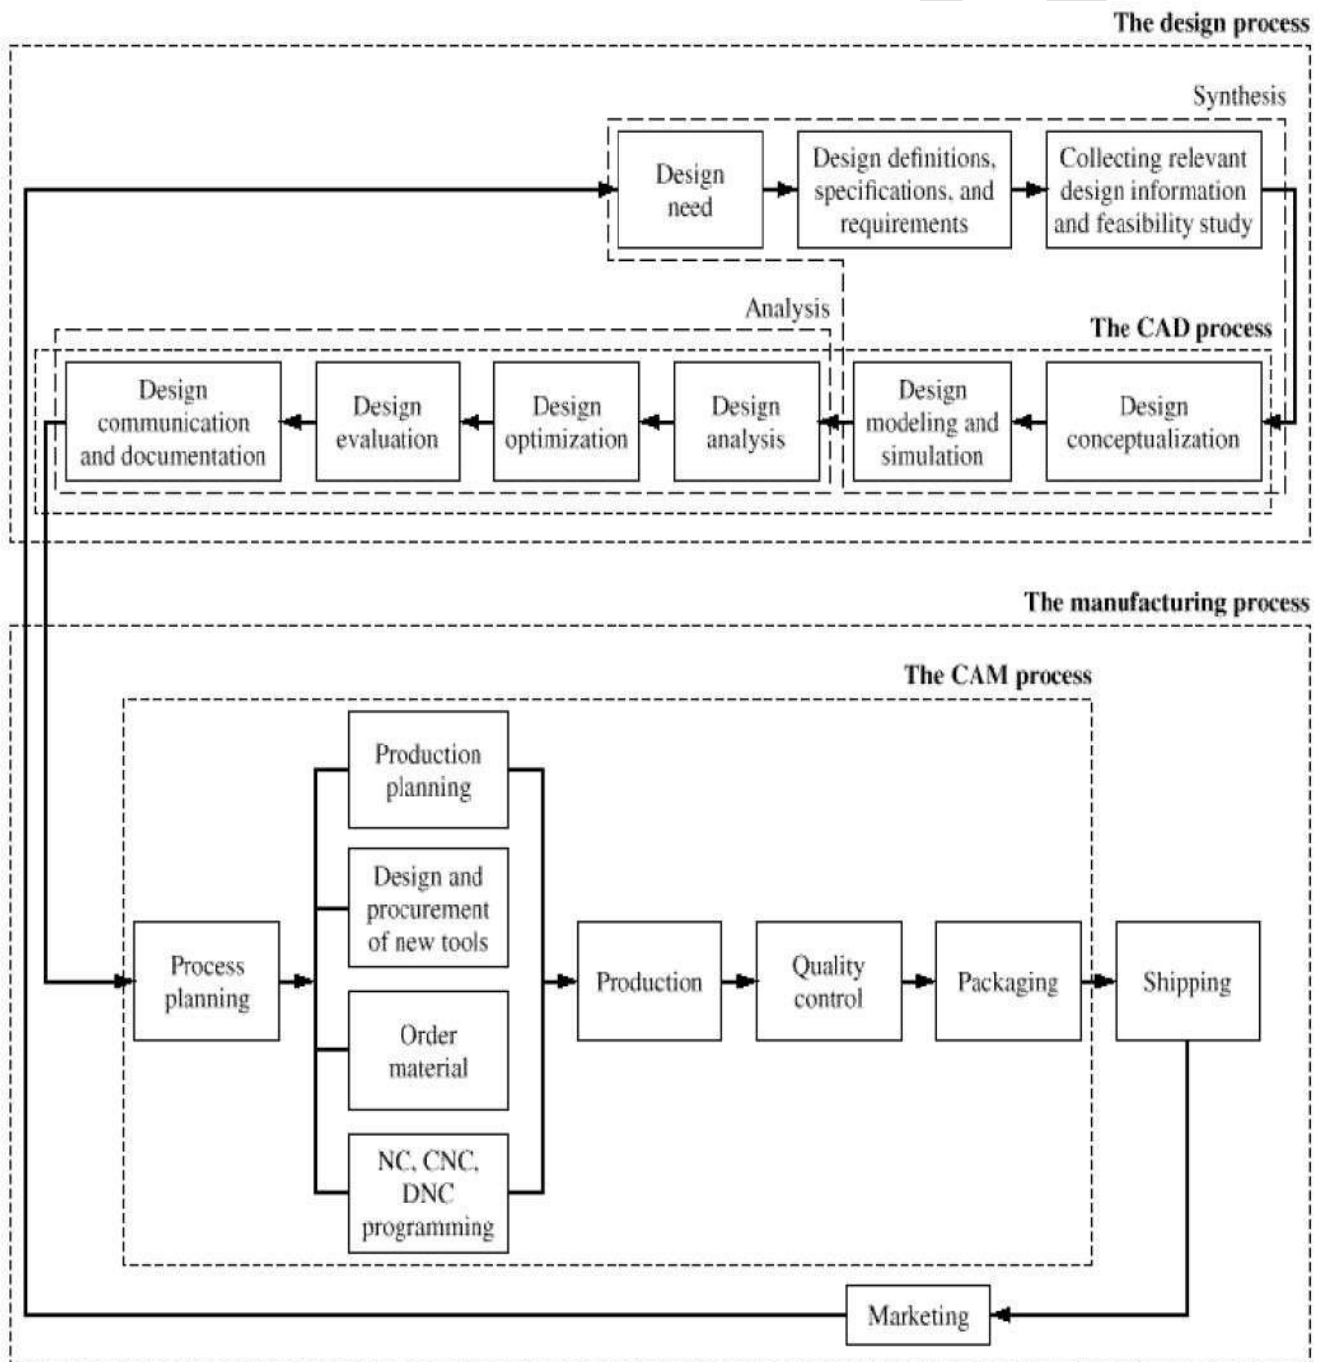 The design process
Synthesis
Design
need
Design definitions,
specifications, and
requirements
Collecting relevant
design information
and feasibility study
Analysis
The CAD process
Design
communication
and documentation
Design
evaluation
Design
optimization
Design
analysis
Design
modeling and
simulation
Design
conceptualization
The manufacturing process
The CAM process
Production
planning
Design and
procurement
of new tools
Process
planning
Order
material
NC, CNC,
DNC
programming
Production
Quality
control
Packaging
Shipping
Marketing